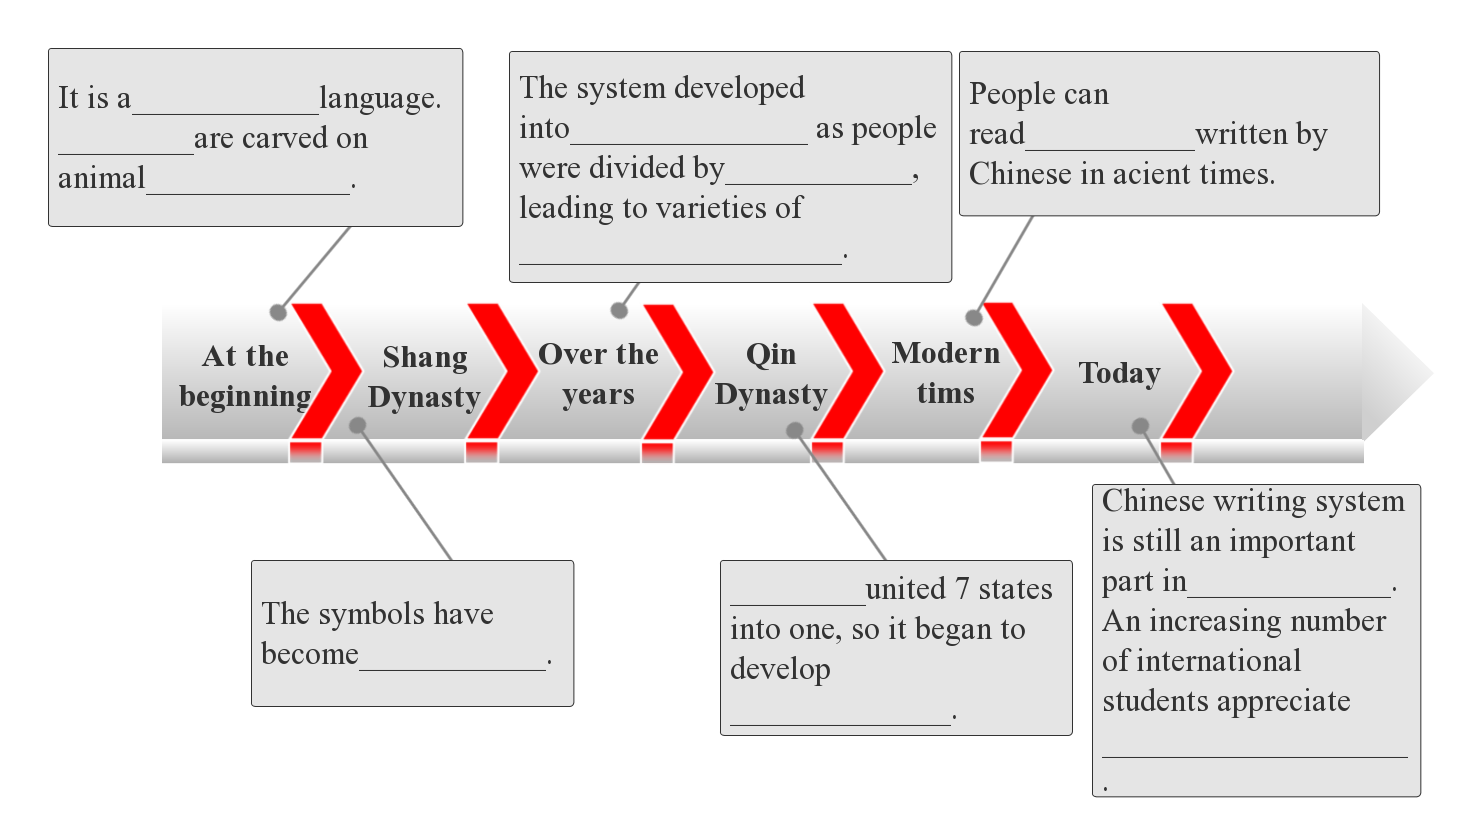 It is a____________language.
_________are carved on
animal_____________.
The system developed
into_______________ as people
were divided by____________,
leading to varieties of
_____________________.
People can
read___________written by
Chinese in acient times.
At the
beginning
Shang
Dynasty
Over the
years
Qin
Dynasty
Modern
tims
Today
The symbols have
become____________.
_________united 7 states
into one, so it began to
develop
______________.
Chinese writing system
is still an important
part in_____________.
An increasing number
of international
students appreciate
____________________
.